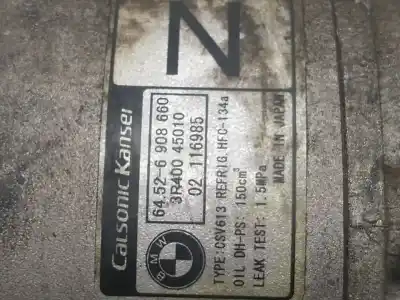 N
Calsonic Kansei
64.52-6 908 660
3R400 45010
02 116985
BMW
TYPE:CSV613 REFRIG.HFC-134a
OIL DH-PS: 150cm³
LEAK TEST: 1.5MPa
MADE IN JAPAN